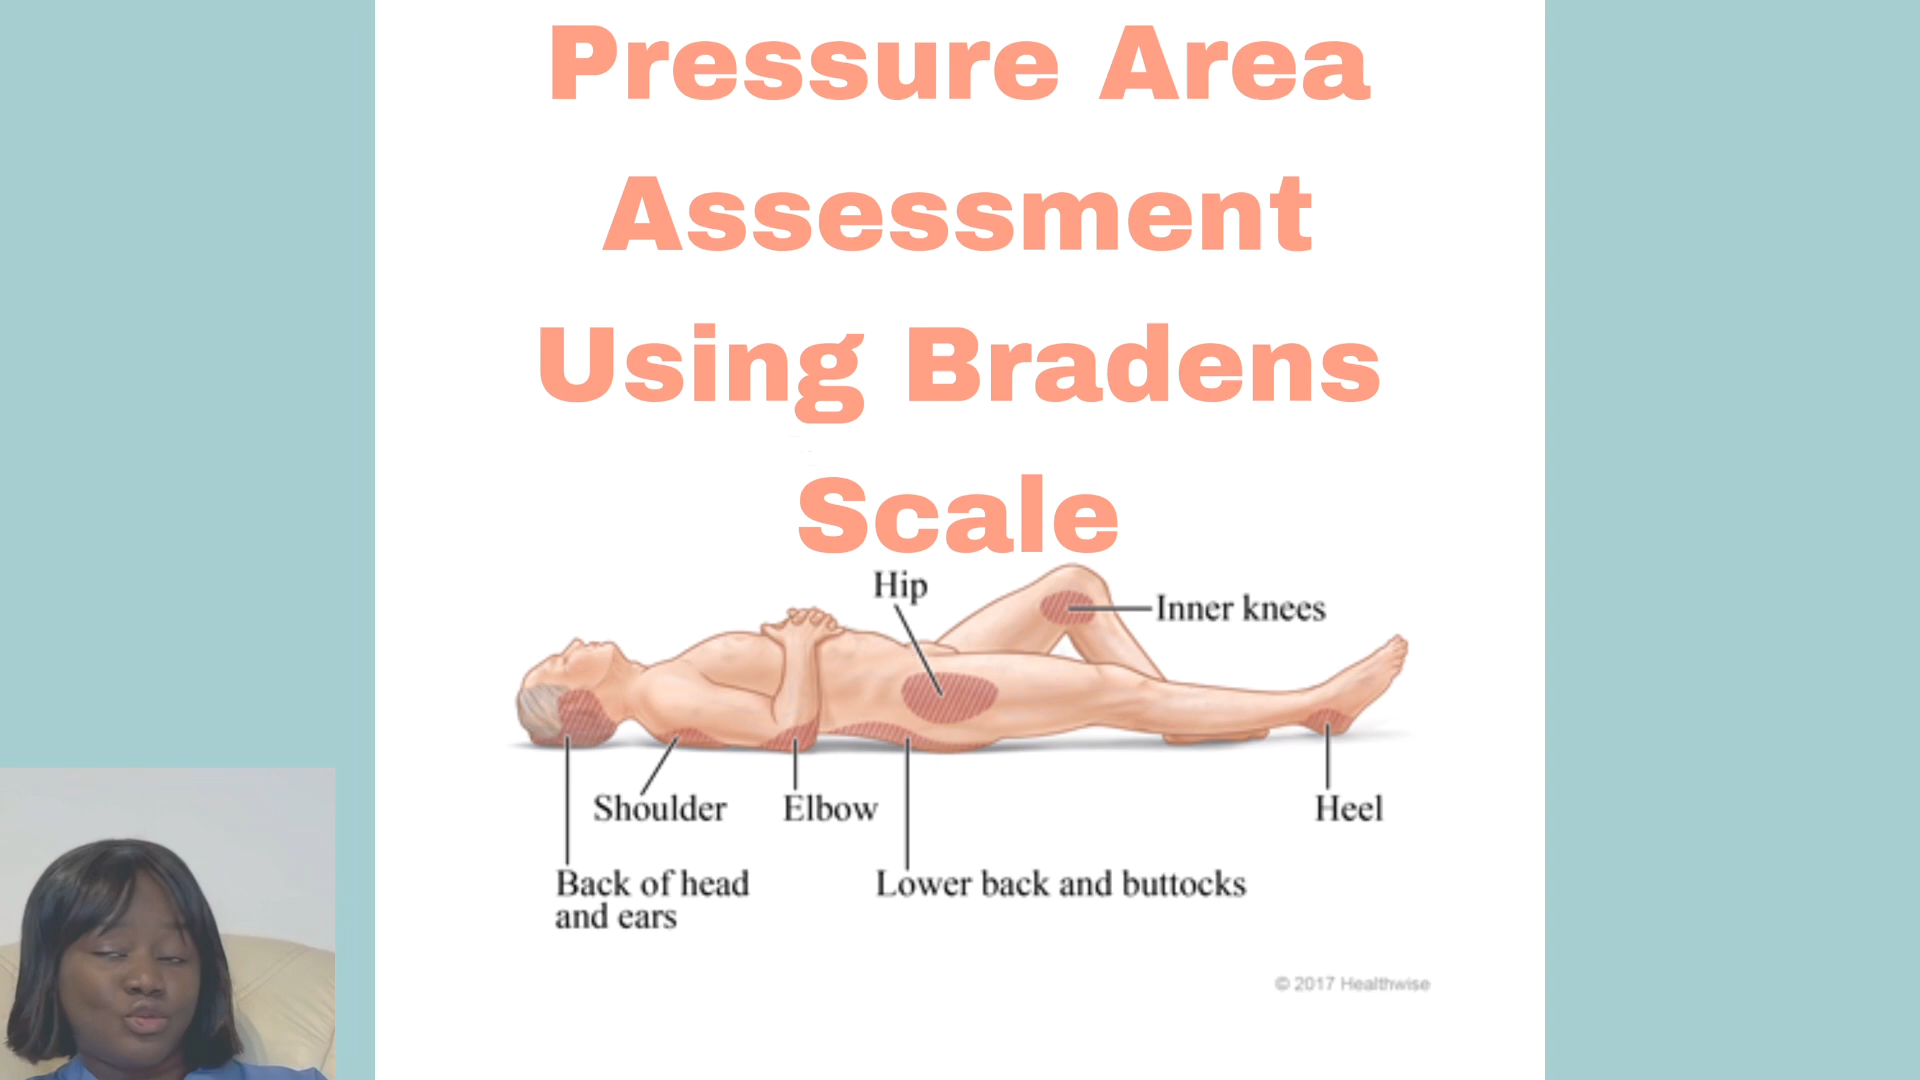 Pressure Area
Assessment
Using Bradens
Scale
Hip
Inner knees
Shoulder
Elbow
Heel
Back of head
and ears
Lower back and buttocks
© 2017 Healthwise